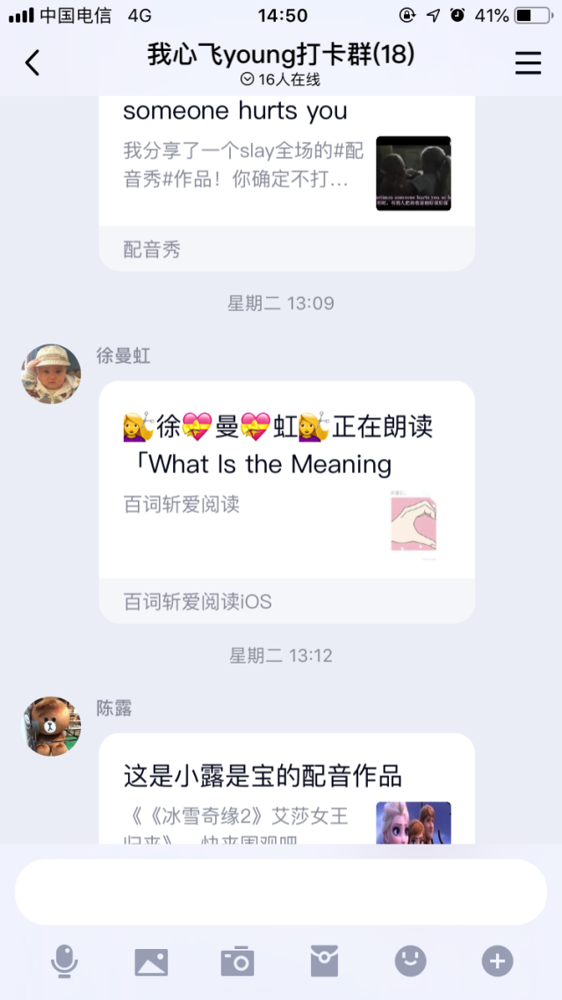 中国电信 4G 14:50 41%
我心飞young打卡群(18)
16人在线
someone hurts you
我分享了一个slay全场的#配
音秀#作品！你确定不打...
配音秀
星期二 13:09
徐曼虹
💇‍♀️徐💝曼💝虹💇‍♀️正在朗读
「What Is the Meaning
百词斩爱阅读
百词斩爱阅读iOS
星期二 13:12
陈露
这是小露是宝的配音作品
《《冰雪奇缘2》艾莎女王
归来》，快来围观吧